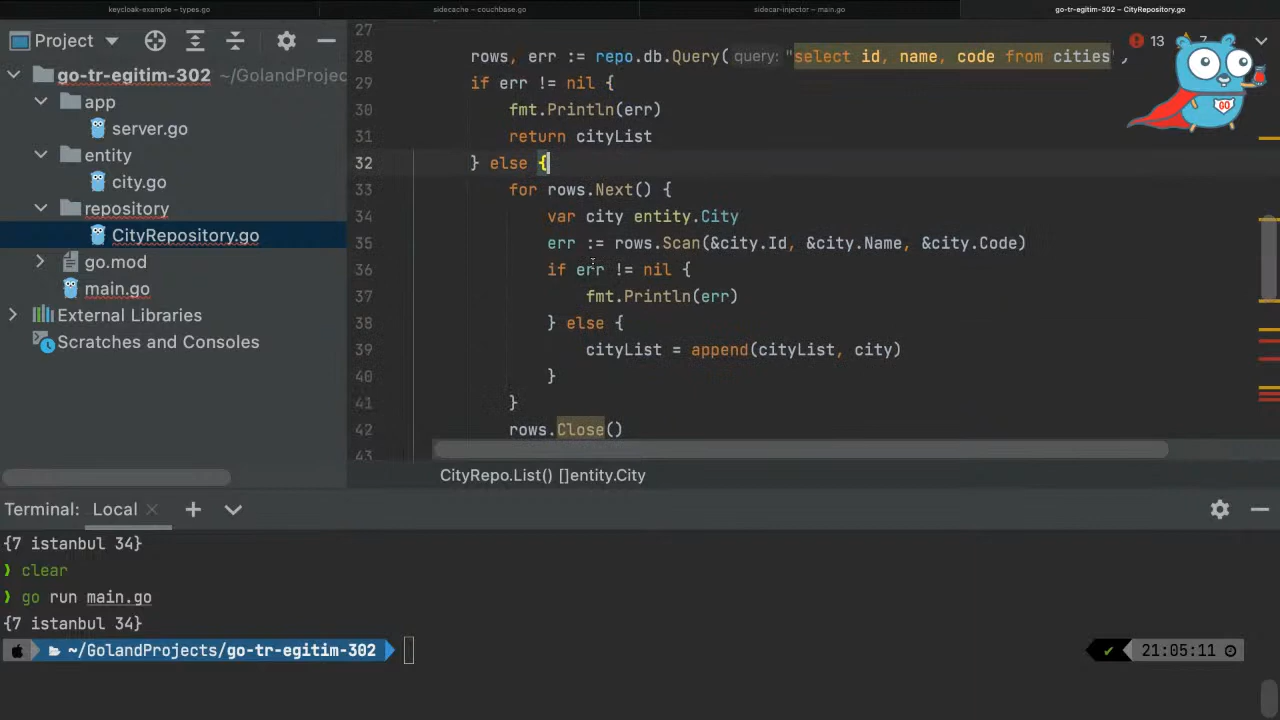 keycloak-example – types.go
sidecache – couchbase.go
sidecar-injector – main.go
go-tr-egitim-302 – CityRepository.go
Project
go-tr-egitim-302 ~/GolandProjec
app
server.go
entity
city.go
repository
CityRepository.go
go.mod
main.go
External Libraries
Scratches and Consoles
13
7
27
28 rows, err := repo.db.Query( query: "select id, name, code from cities",
29 if err != nil {
30 fmt.Println(err)
31 return cityList
32 } else {
33 for rows.Next() {
34 var city entity.City
35 err := rows.Scan(&city.Id, &city.Name, &city.Code)
36 if err != nil {
37 fmt.Println(err)
38 } else {
39 cityList = append(cityList, city)
40 }
41 }
42 rows.Close()
43
GO
CityRepo.List() []entity.City
Terminal: Local
{7 istanbul 34}
❯ clear
❯ go run main.go
{7 istanbul 34}
~/GolandProjects/go-tr-egitim-302
✔ 21:05:11